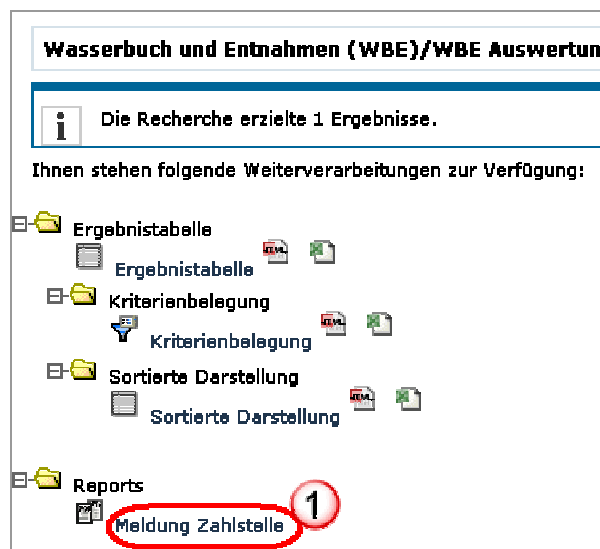 Wasserbuch und Entnahmen (WBE)/WBE Auswertun
i
Die Recherche erzielte 1 Ergebnisse.
Ihnen stehen folgende Weiterverarbeitungen zur Verfügung:
Ergebnistabelle
Ergebnistabelle
Kriterienbelegung
Kriterienbelegung
Sortierte Darstellung
Sortierte Darstellung
Reports
Meldung Zahlstelle
1